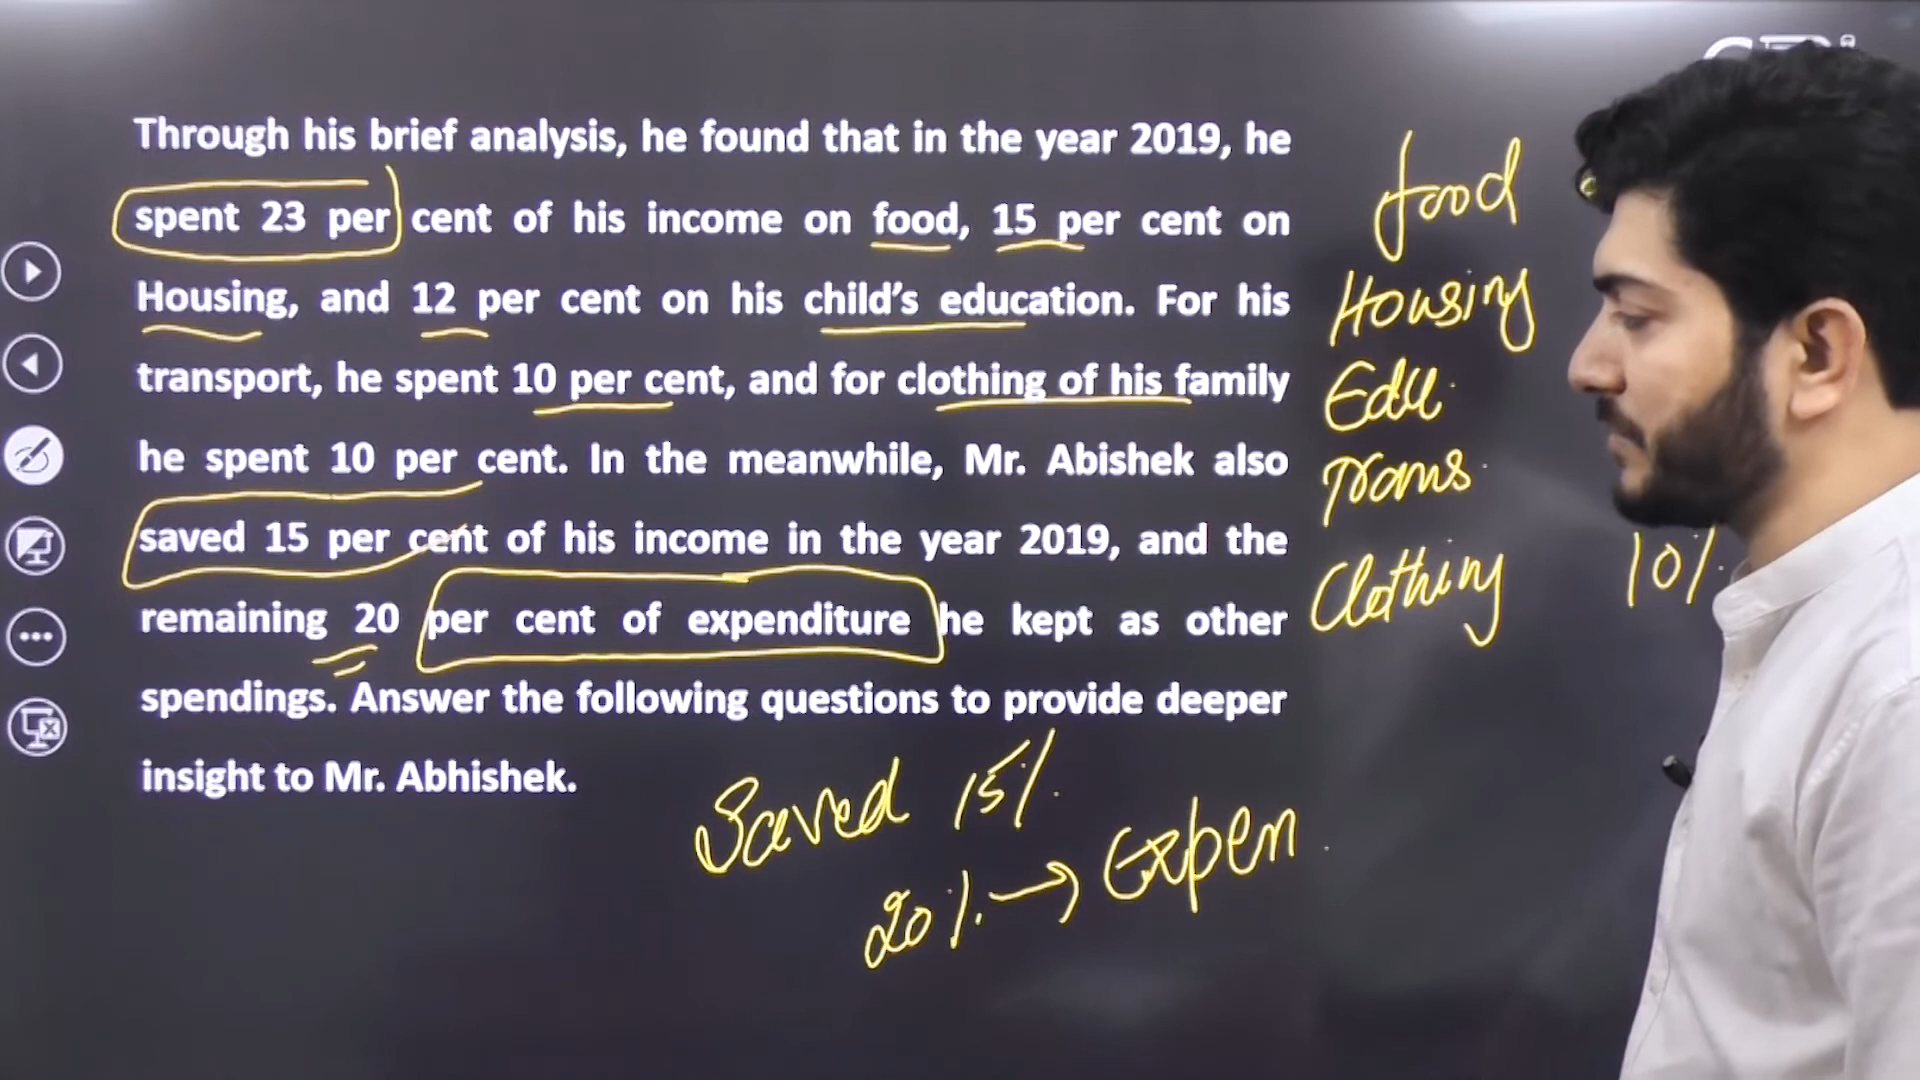 Through his brief analysis, he found that in the year 2019, he
spent 23 per cent of his income on food, 15 per cent on
Housing, and 12 per cent on his child's education. For his
transport, he spent 10 per cent, and for clothing of his family
he spent 10 per cent. In the meanwhile, Mr. Abishek also
saved 15 per cent of his income in the year 2019, and the
remaining 20 per cent of expenditure he kept as other
spendings. Answer the following questions to provide deeper
insight to Mr. Abhishek.
food
Housing
Edu
Trans
Clothing 10%
Saved 15%
20% → Expen